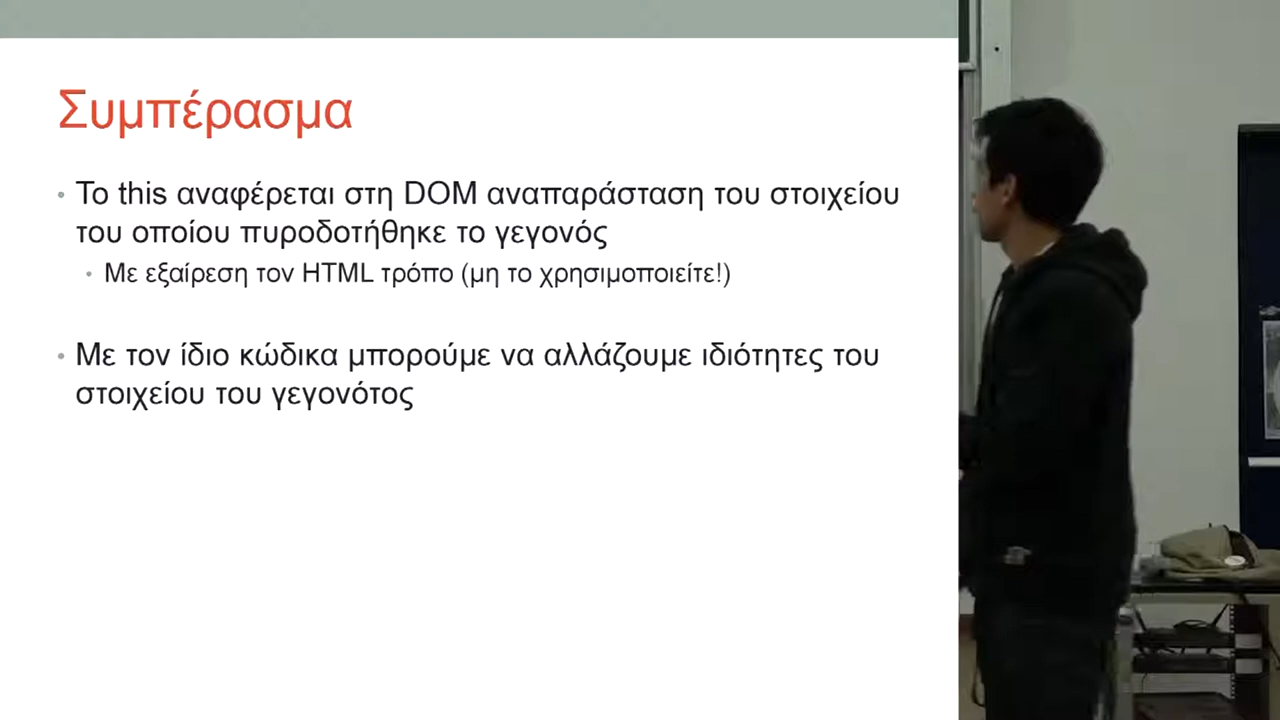 Συμπέρασμα
• Το this αναφέρεται στη DOM αναπαράσταση του στοιχείου
του οποίου πυροδοτήθηκε το γεγονός
• Με εξαίρεση τον HTML τρόπο (μη το χρησιμοποιείτε!)
• Με τον ίδιο κώδικα μπορούμε να αλλάζουμε ιδιότητες του
στοιχείου του γεγονότος